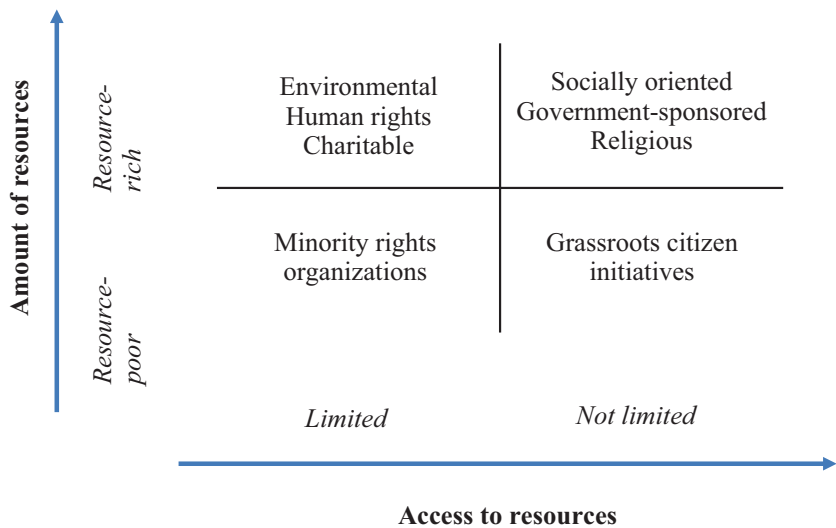 Amount of resources
Resource-
rich
Resource-
poor
Environmental
Human rights
Charitable
Socially oriented
Government-sponsored
Religious
Minority rights
organizations
Grassroots citizen
initiatives
Limited
Not limited
Access to resources